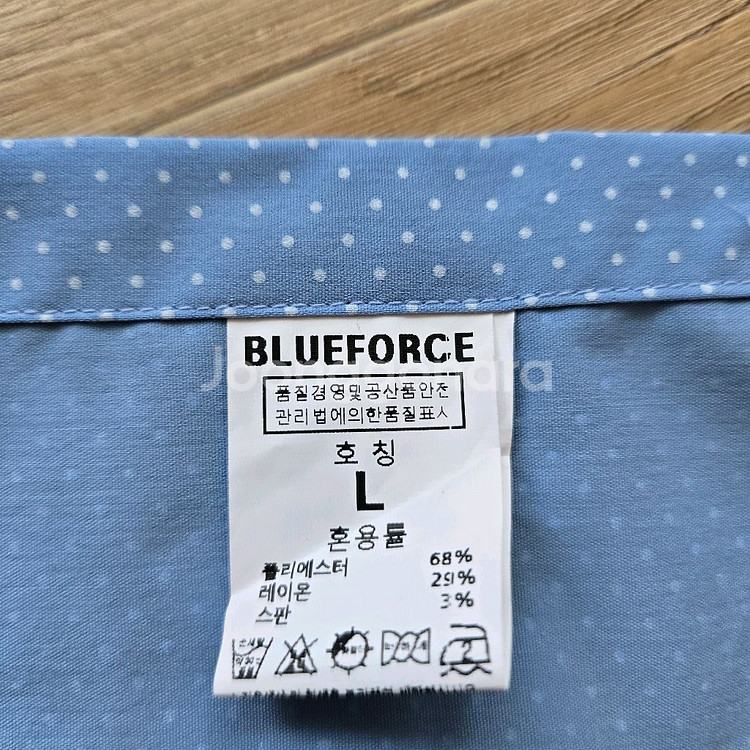 BLUEFORCE
Joonggonara
품질경영및공산품안전
관리법에의한품질표시
호칭
L
혼용률
폴리에스터 68%
레이온 29%
스판 3%
2